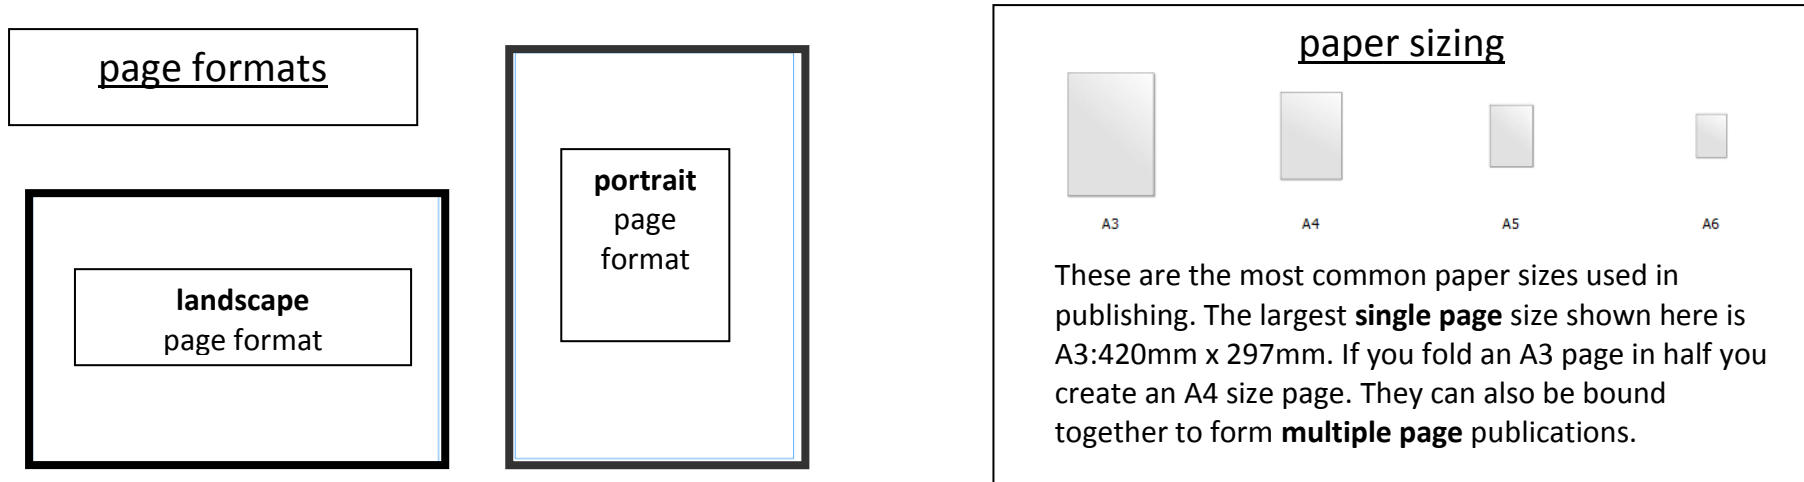 page formats
landscape
page format
portrait
page
format
paper sizing
A3
A4
A5
A6
These are the most common paper sizes used in
publishing. The largest single page size shown here is
A3:420mm x 297mm. If you fold an A3 page in half you
create an A4 size page. They can also be bound
together to form multiple page publications.